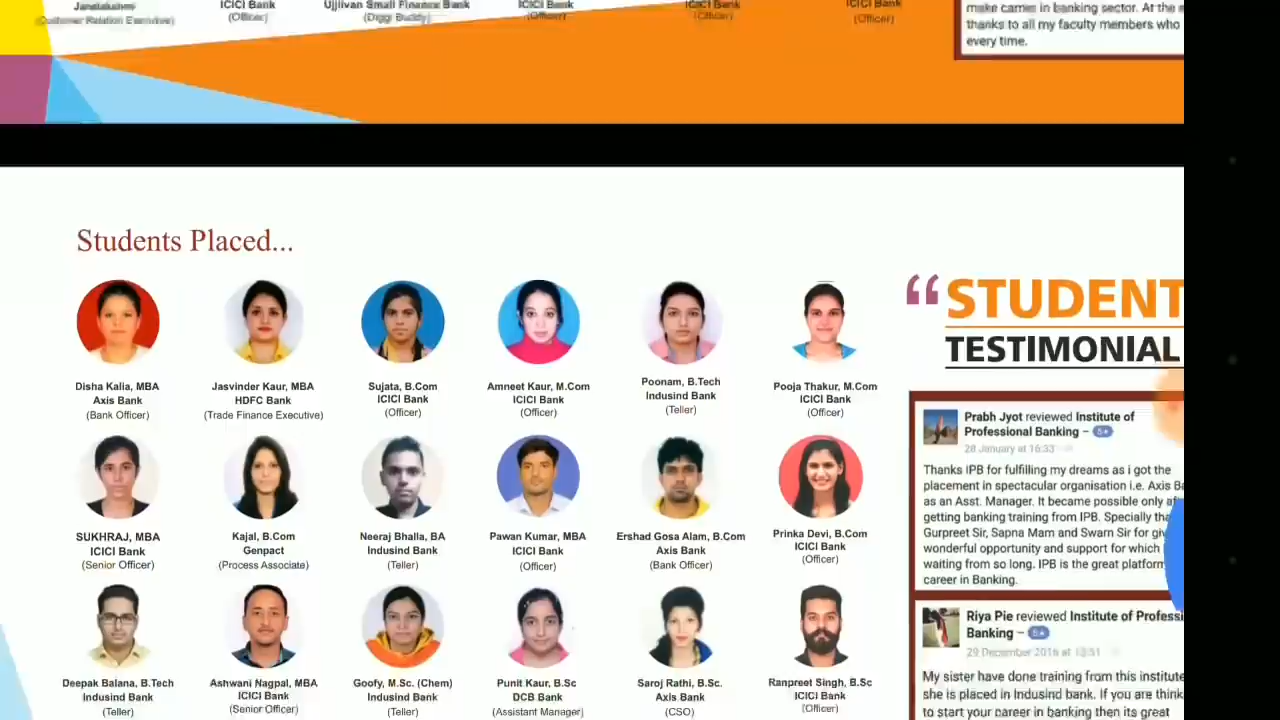 Janalakshmi
(Customer Relation Executive)
ICICI Bank
(Officer)
Ujjivan Small Finance Bank
(Diggi Buddy)
ICICI Bank
(Officer)
ICICI Bank
(Officer)
ICICI Bank
(Officer)
make carrier in banking sector. At the
thanks to all my faculty members who
every time.
Students Placed...
Disha Kalia, MBA
Axis Bank
(Bank Officer)
Jasvinder Kaur, MBA
HDFC Bank
(Trade Finance Executive)
Sujata, B.Com
ICICI Bank
(Officer)
Amneet Kaur, M.Com
ICICI Bank
(Officer)
Poonam, B.Tech
Indusind Bank
(Teller)
Pooja Thakur, M.Com
ICICI Bank
(Officer)
SUKHRAJ, MBA
ICICI Bank
(Senior Officer)
Kajal, B.Com
Genpact
(Process Associate)
Neeraj Bhalla, BA
Indusind Bank
(Teller)
Pawan Kumar, MBA
ICICI Bank
(Officer)
Ershad Gosa Alam, B.Com
Axis Bank
(Bank Officer)
Prinka Devi, B.Com
ICICI Bank
(Officer)
Deepak Balana, B.Tech
Indusind Bank
(Teller)
Ashwani Nagpal, MBA
ICICI Bank
(Senior Officer)
Goofy, M.Sc. (Chem)
Indusind Bank
(Teller)
Punit Kaur, B.Sc
DCB Bank
(Assistant Manager)
Saroj Rathi, B.Sc.
Axis Bank
(CSO)
Ranpreet Singh, B.Sc
ICICI Bank
(Officer)
“STUDENT
TESTIMONIAL
Prabh Jyot reviewed Institute of
Professional Banking – 5★
28 January at 16:33
Thanks IPB for fulfilling my dreams as i got the
placement in spectacular organisation i.e. Axis
as an Asst. Manager. It became possible only
getting banking training from IPB. Specially
Gurpreet Sir, Sapna Mam and Swarn Sir for
wonderful opportunity and support for which
waiting from so long. IPB is the great platform
career in Banking.
Riya Pie reviewed Institute of
Banking – 5★
29 December 2016 at
My sister have done training from this institute
she is placed in Indusind bank. If you are think
to start your career in banking then its great